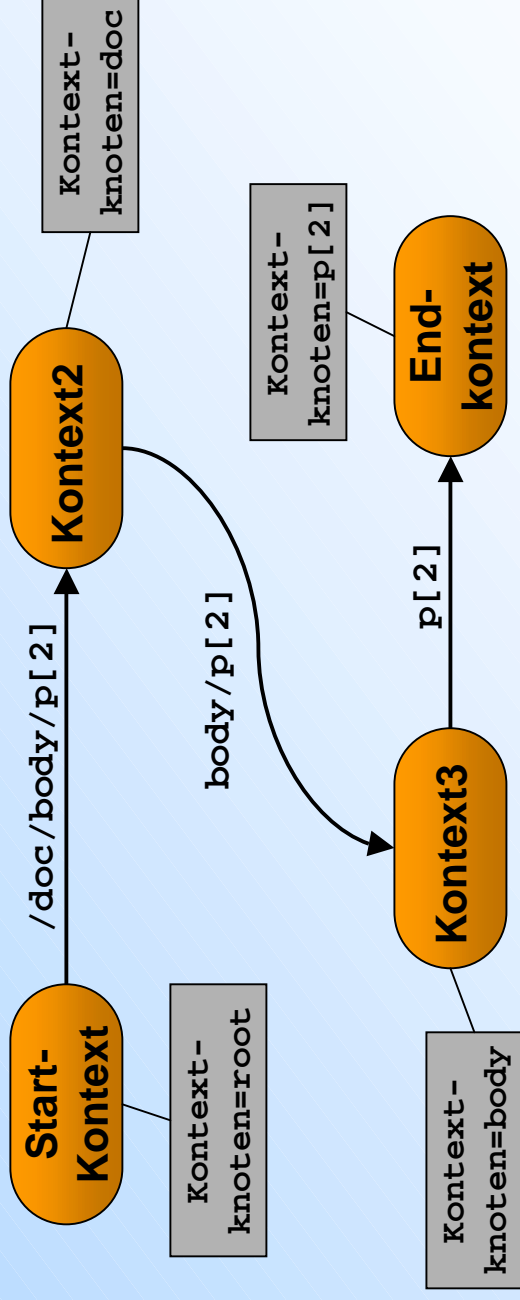 Start-
Kontext
/doc/body/p[2]
Kontext2
Kontext-
knoten=doc
Kontext-
knoten=root
body/p[2]
Kontext-
knoten=p[2]
Kontext3
p[2]
End-
kontext
Kontext-
knoten=body